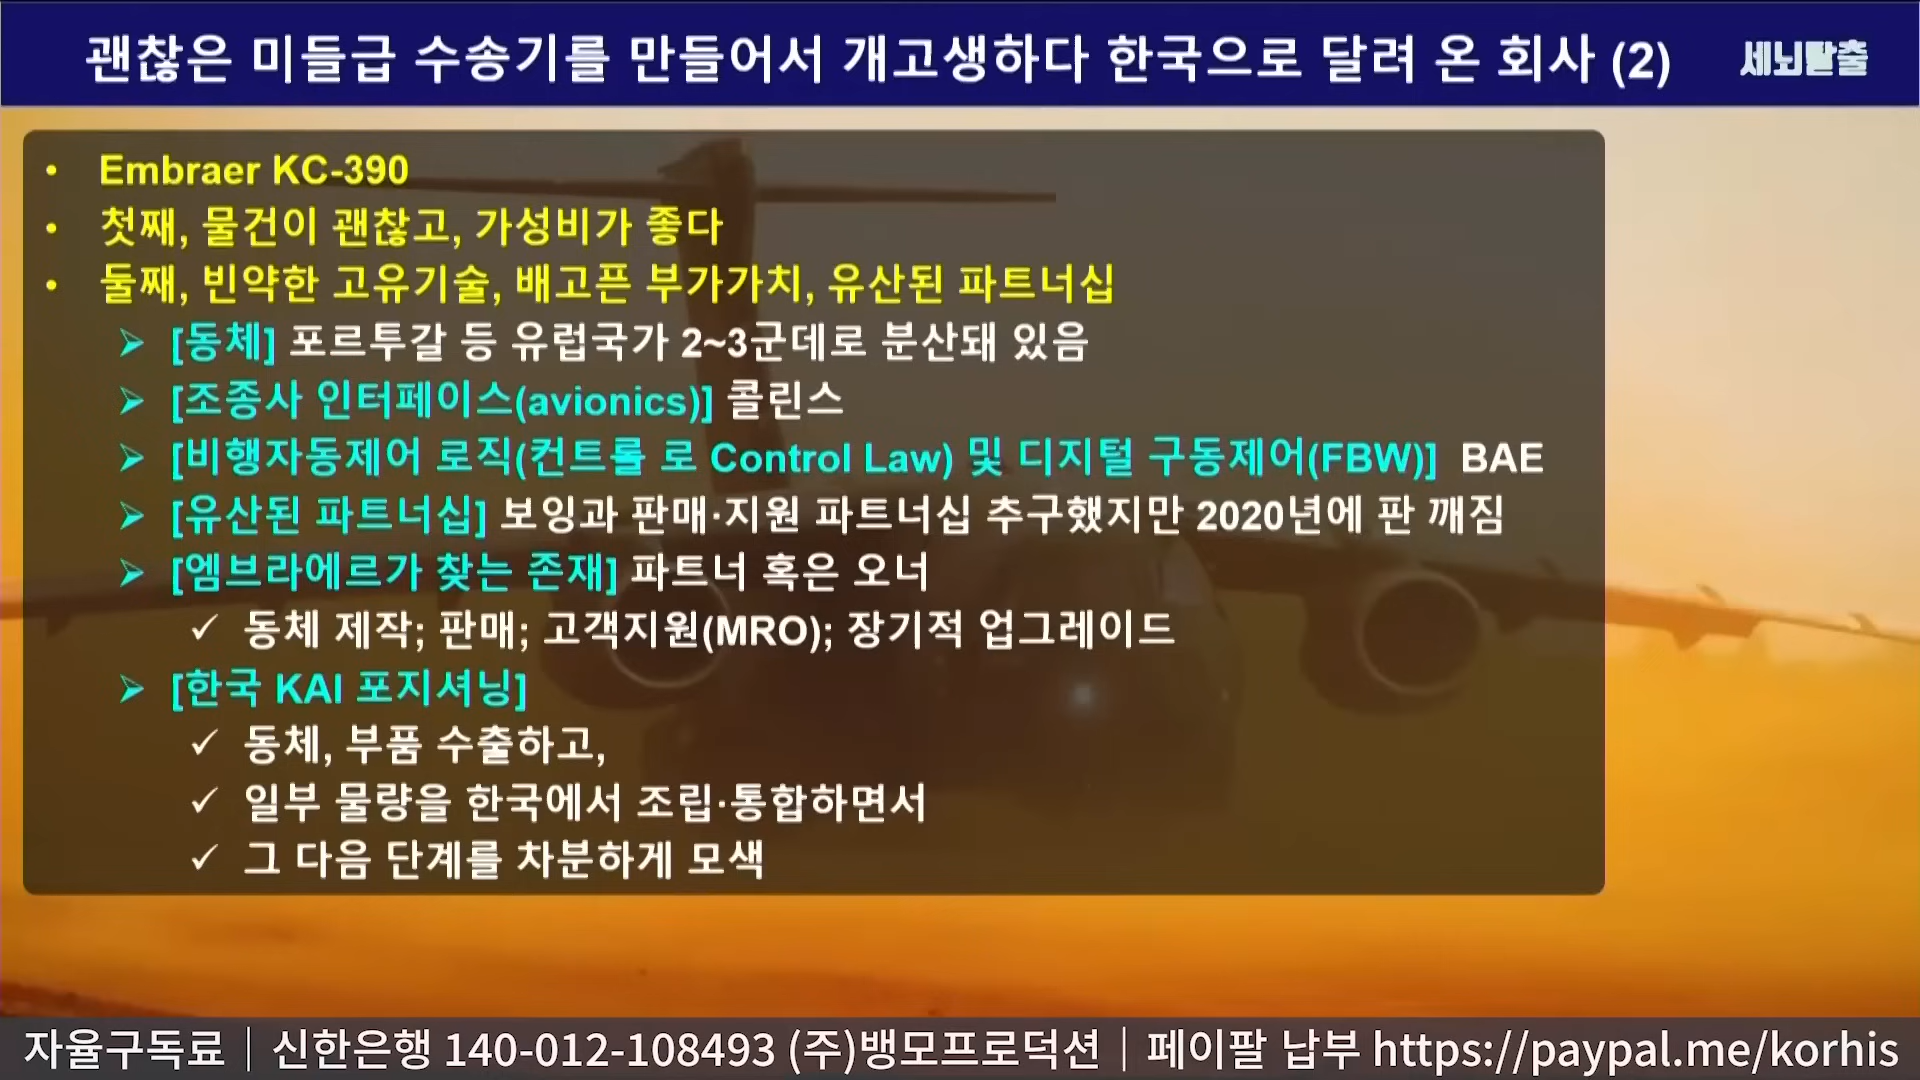 괜찮은 미들급 수송기를 만들어서 개고생하다 한국으로 달려 온 회사 (2)
세뇌탈출
• Embraer KC-390
• 첫째, 물건이 괜찮고, 가성비가 좋다
• 둘째, 빈약한 고유기술, 배고픈 부가가치, 유산된 파트너십
➢ [동체] 포르투갈 등 유럽국가 2~3군데로 분산돼 있음
➢ [조종사 인터페이스(avionics)] 콜린스
➢ [비행자동제어 로직(컨트롤 로 Control Law) 및 디지털 구동제어(FBW)] BAE
➢ [유산된 파트너십] 보잉과 판매·지원 파트너십 추구했지만 2020년에 판 깨짐
➢ [엠브라에르가 찾는 존재] 파트너 혹은 오너
✓ 동체 제작; 판매; 고객지원(MRO); 장기적 업그레이드
➢ [한국 KAI 포지셔닝]
✓ 동체, 부품 수출하고,
✓ 일부 물량을 한국에서 조립·통합하면서
✓ 그 다음 단계를 차분하게 모색
자율구독료｜신한은행 140-012-108493 (주)뱅모프로덕션｜페이팔 납부 https://paypal.me/korhis